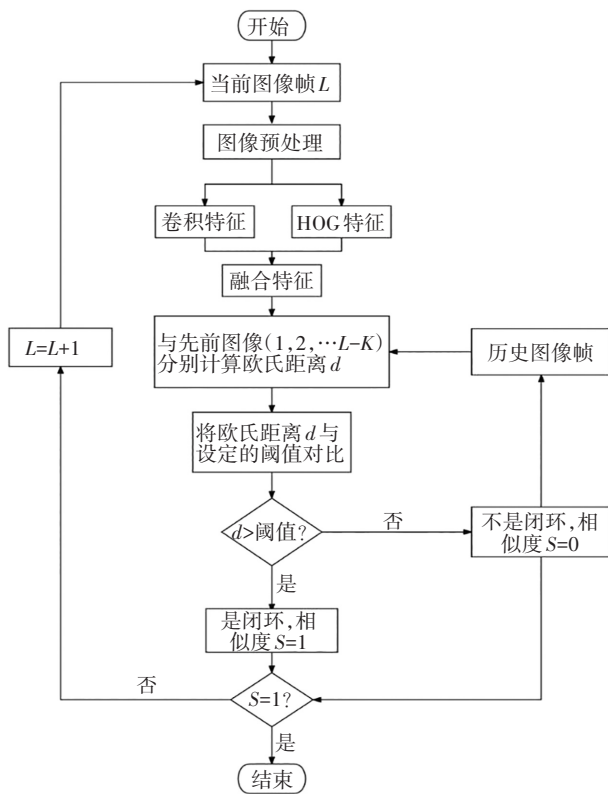 开始
当前图像帧L
图像预处理
卷积特征
HOG特征
融合特征
L=L+1
与先前图像(1,2,…L-K)
分别计算欧氏距离d
历史图像帧
将欧氏距离d与
设定的阈值对比
d>阈值?
否
不是闭环,相
似度S=0
是
是闭环,相
似度S=1
否
S=1?
是
结束